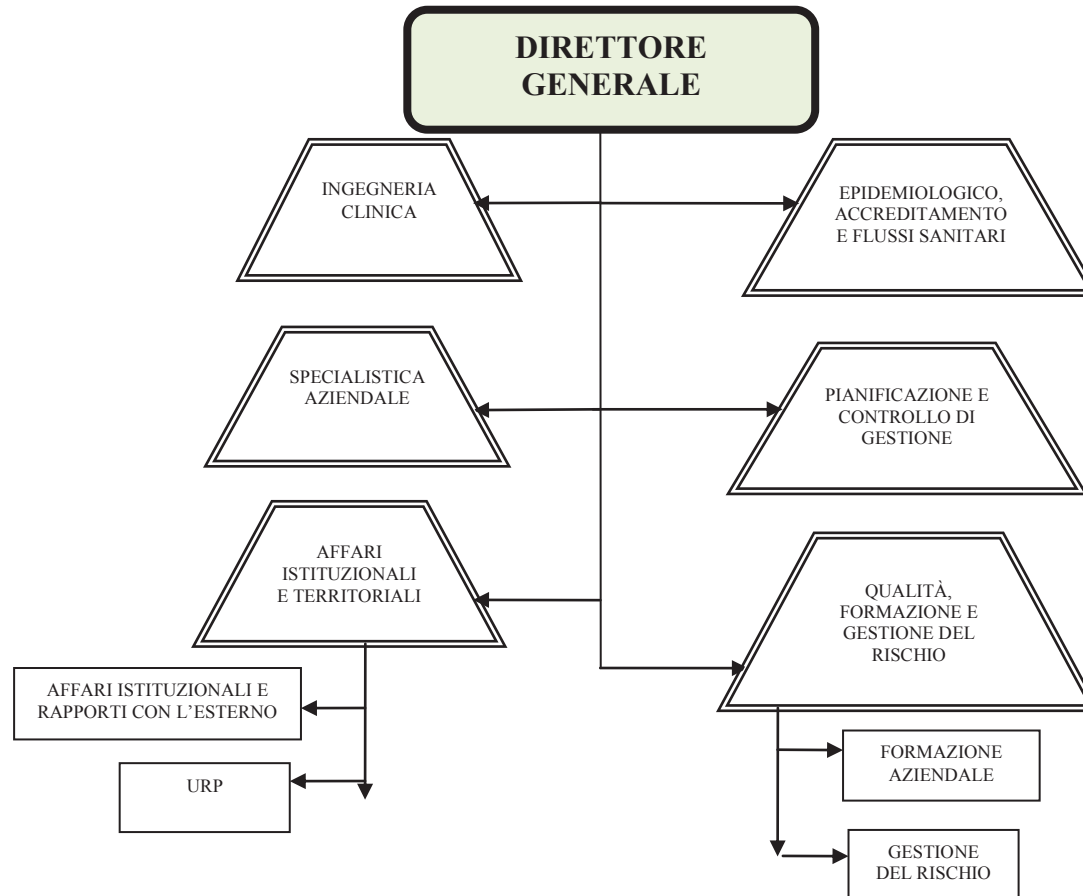 DIRETTORE
GENERALE
INGEGNERIA
CLINICA
EPIDEMIOLOGICO,
ACCREDITAMENTO
E FLUSSI SANITARI
SPECIALISTICA
AZIENDALE
PIANIFICAZIONE E
CONTROLLO DI
GESTIONE
AFFARI
ISTITUZIONALI
E TERRITORIALI
QUALITÀ,
FORMAZIONE E
GESTIONE DEL
RISCHIO
AFFARI ISTITUZIONALI E
RAPPORTI CON L’ESTERNO
URP
FORMAZIONE
AZIENDALE
GESTIONE
DEL RISCHIO